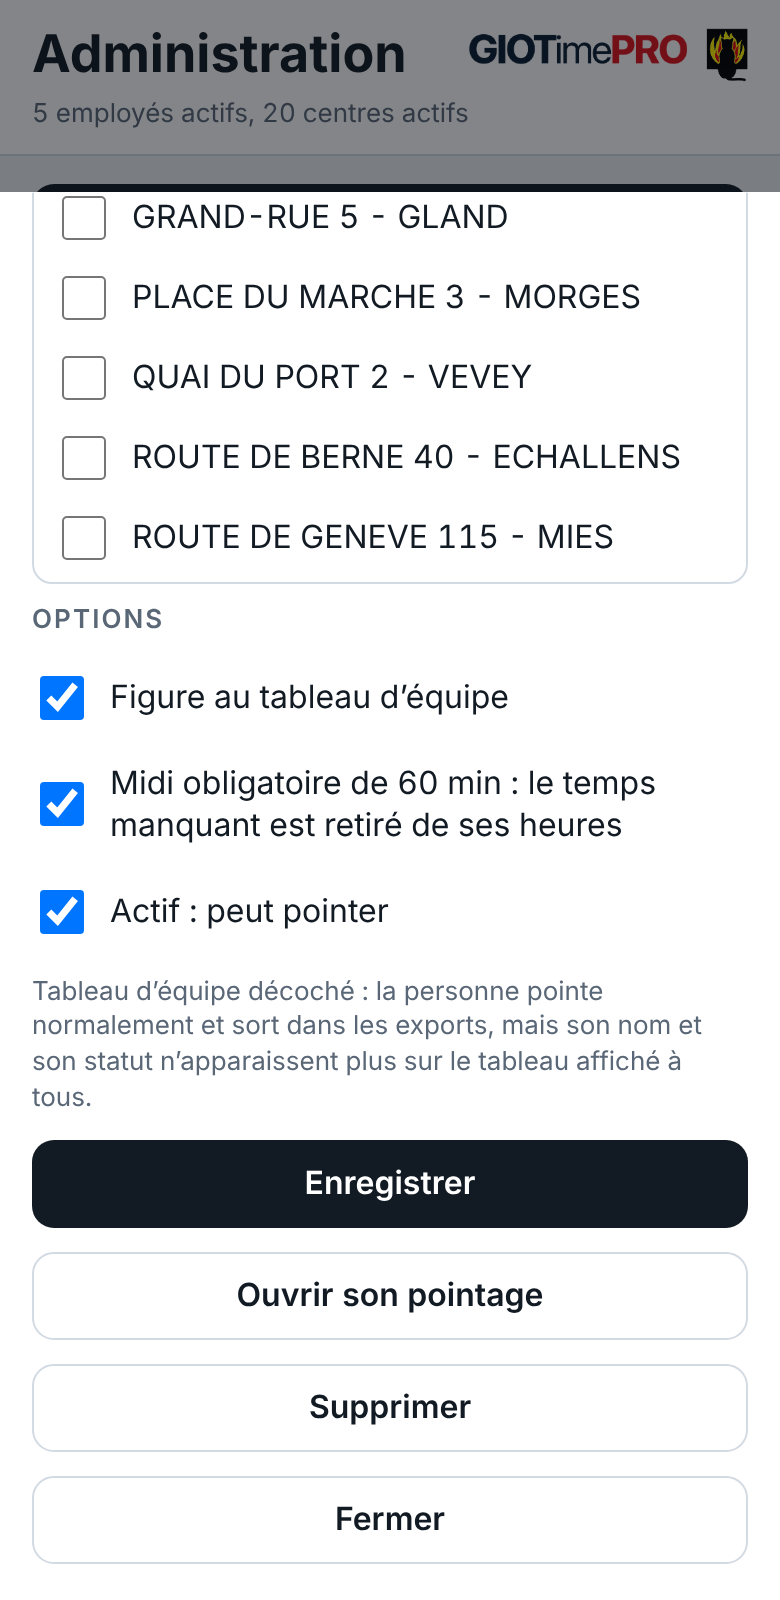 Administration
GIOTimePRO
5 employés actifs, 20 centres actifs
GRAND-RUE 5 - GLAND
PLACE DU MARCHE 3 - MORGES
QUAI DU PORT 2 - VEVEY
ROUTE DE BERNE 40 - ECHALLENS
ROUTE DE GENEVE 115 - MIES
OPTIONS
Figure au tableau d’équipe
Midi obligatoire de 60 min : le temps
manquant est retiré de ses heures
Actif : peut pointer
Tableau d’équipe décoché : la personne pointe
normalement et sort dans les exports, mais son nom et
son statut n’apparaissent plus sur le tableau affiché à
tous.
Enregistrer
Ouvrir son pointage
Supprimer
Fermer